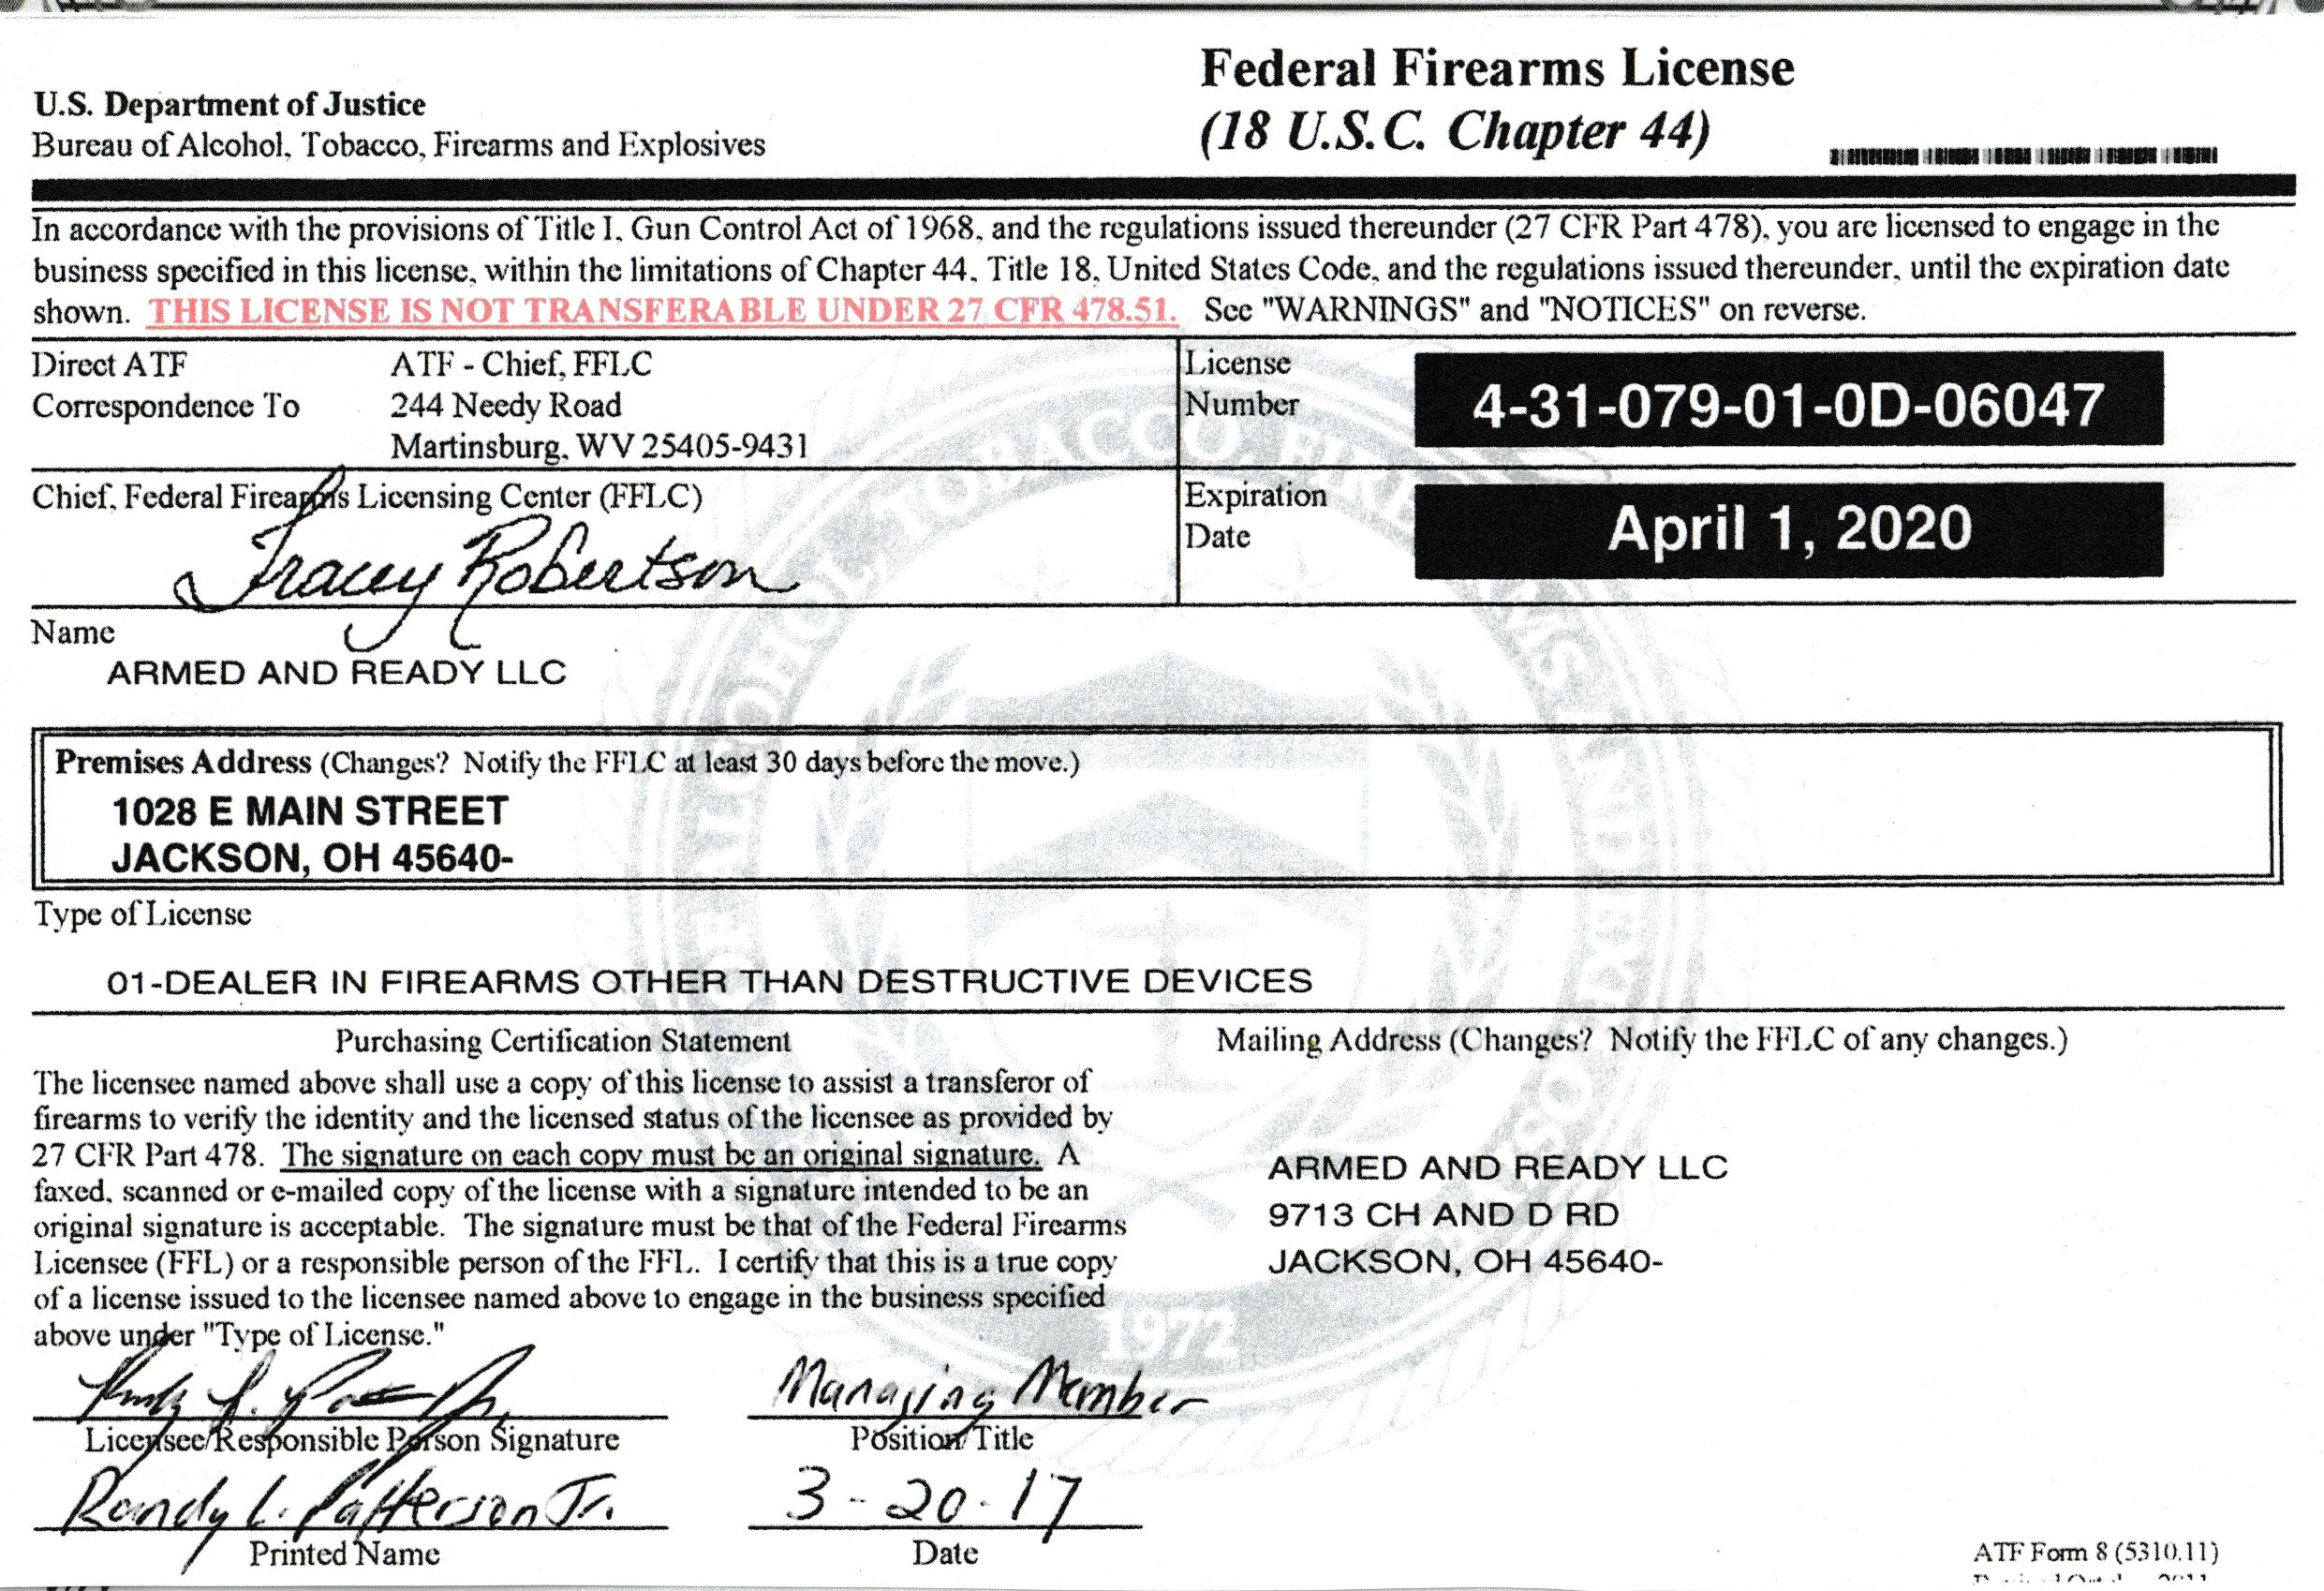 Federal Firearms License
(18 U.S.C. Chapter 44)
U.S. Department of Justice
Bureau of Alcohol, Tobacco, Firearms and Explosives
In accordance with the provisions of Title I, Gun Control Act of 1968, and the regulations issued thereunder (27 CFR Part 478), you are licensed to engage in the
business specified in this license, within the limitations of Chapter 44, Title 18, United States Code, and the regulations issued thereunder, until the expiration date
shown. THIS LICENSE IS NOT TRANSFERABLE UNDER 27 CFR 478.51. See "WARNINGS" and "NOTICES" on reverse.
Direct ATF
Correspondence To
ATF - Chief, FFLC
244 Needy Road
Martinsburg, WV 25405-9431
License
Number
4-31-079-01-0D-06047
Chief, Federal Firearms Licensing Center (FFLC)
Tracey Robertson
Expiration
Date
April 1, 2020
Name
ARMED AND READY LLC
Premises Address (Changes? Notify the FFLC at least 30 days before the move.)
1028 E MAIN STREET
JACKSON, OH 45640-
Type of License
01-DEALER IN FIREARMS OTHER THAN DESTRUCTIVE DEVICES
Purchasing Certification Statement
The licensee named above shall use a copy of this license to assist a transferor of
firearms to verify the identity and the licensed status of the licensee as provided by
27 CFR Part 478. The signature on each copy must be an original signature. A
faxed, scanned or e-mailed copy of the license with a signature intended to be an
original signature is acceptable. The signature must be that of the Federal Firearms
Licensee (FFL) or a responsible person of the FFL. I certify that this is a true copy
of a license issued to the licensee named above to engage in the business specified
above under "Type of License."
Mailing Address (Changes? Notify the FFLC of any changes.)
ARMED AND READY LLC
9713 CH AND D RD
JACKSON, OH 45640-
1972
Managing Member
Licensee/Responsible Person Signature
Position/Title
Randy L. Patterson Jr.
3-20-17
Printed Name
Date
ATF Form 8 (5310.11)